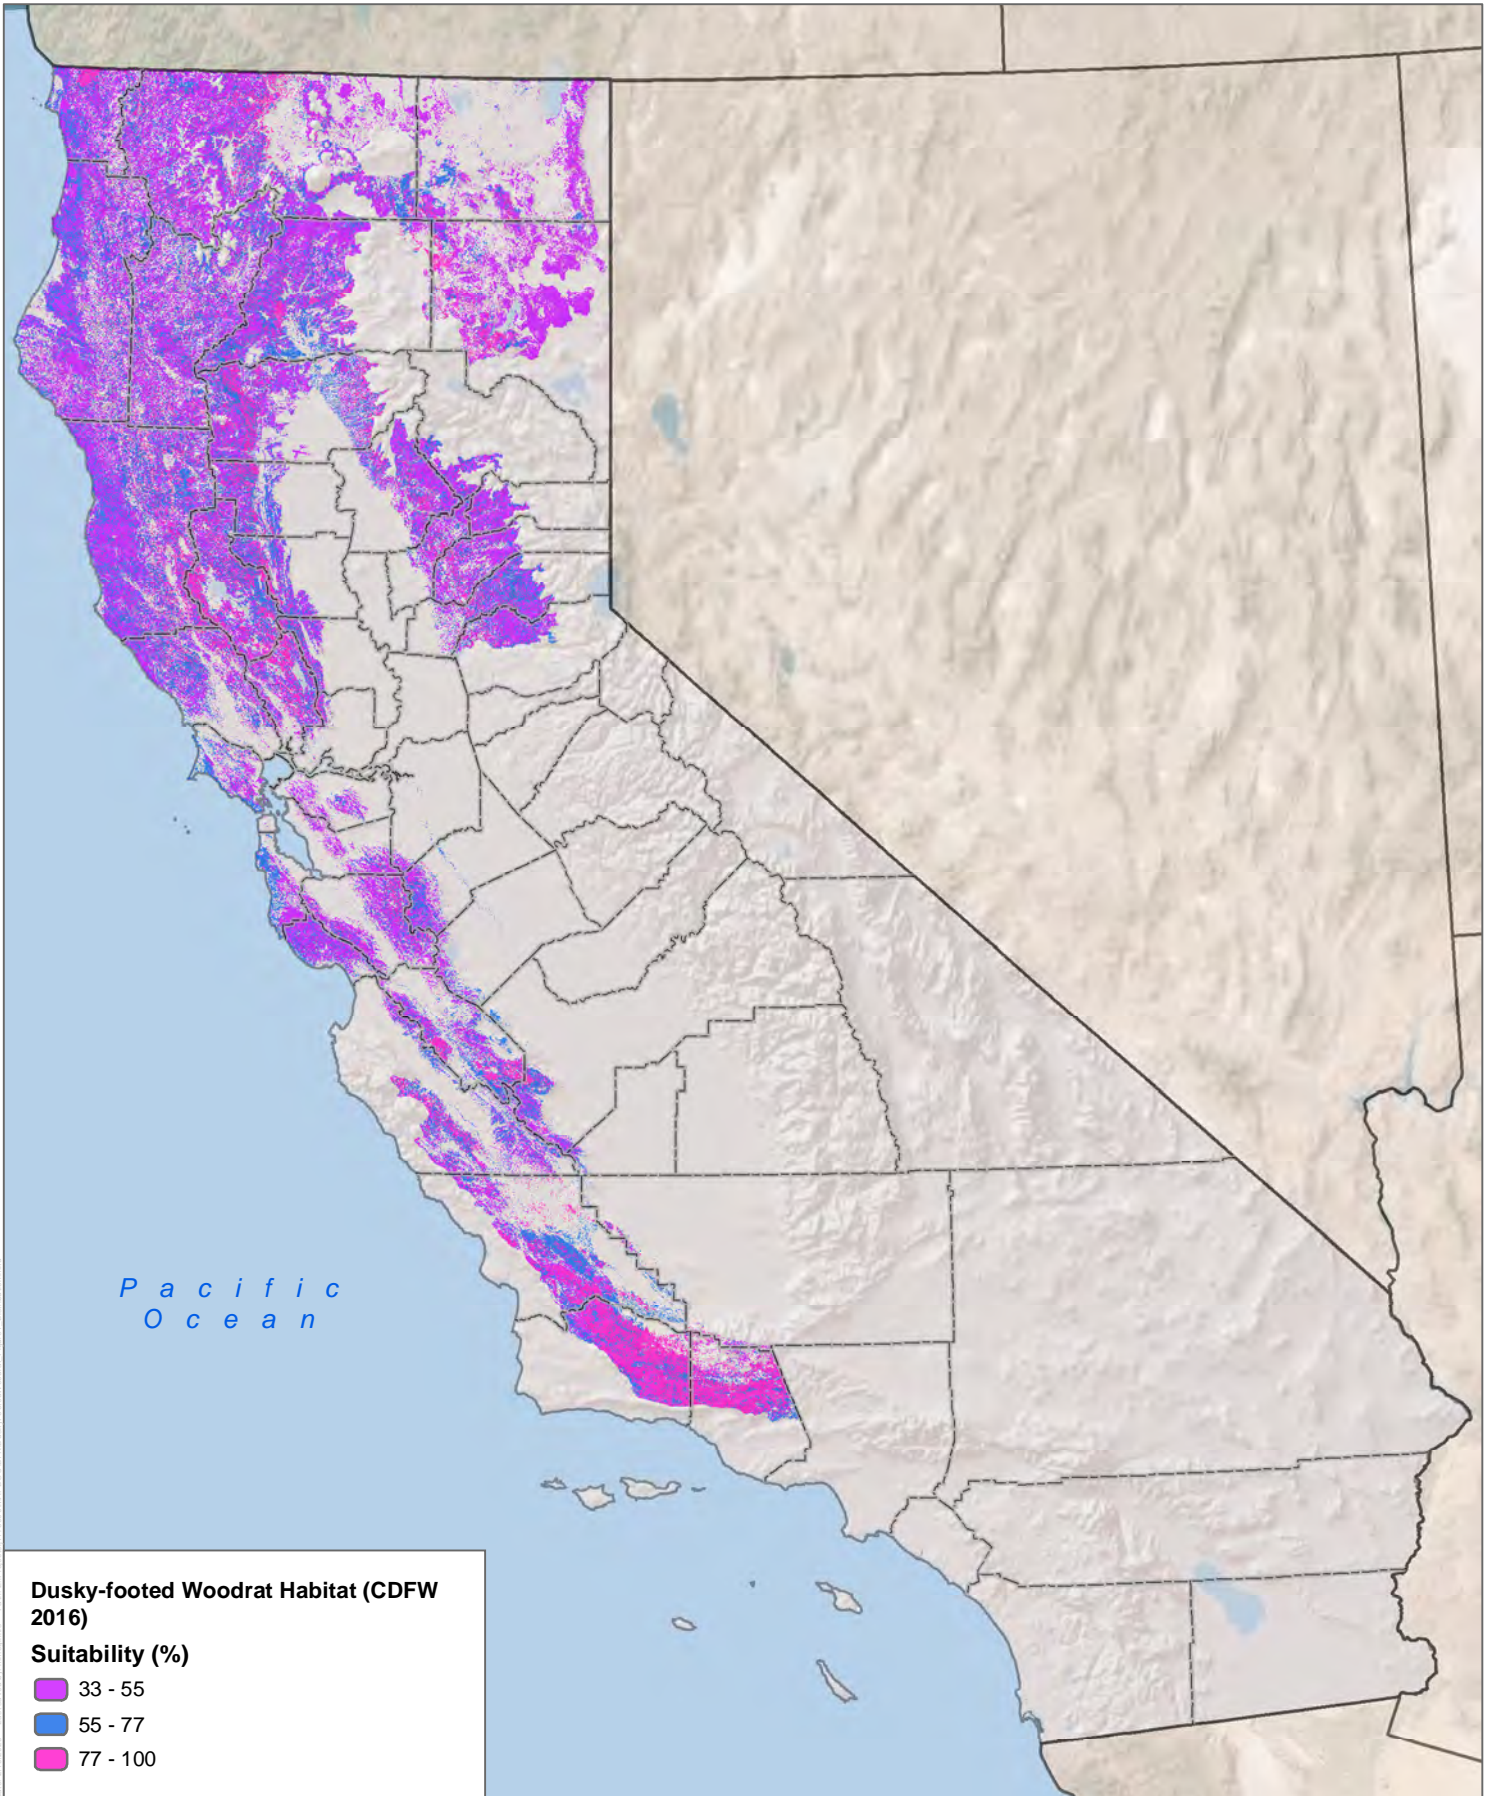 P a c i f i c
O c e a n
Dusky-footed Woodrat Habitat (CDFW
2016)
Suitability (%)
33 - 55
55 - 77
77 - 100